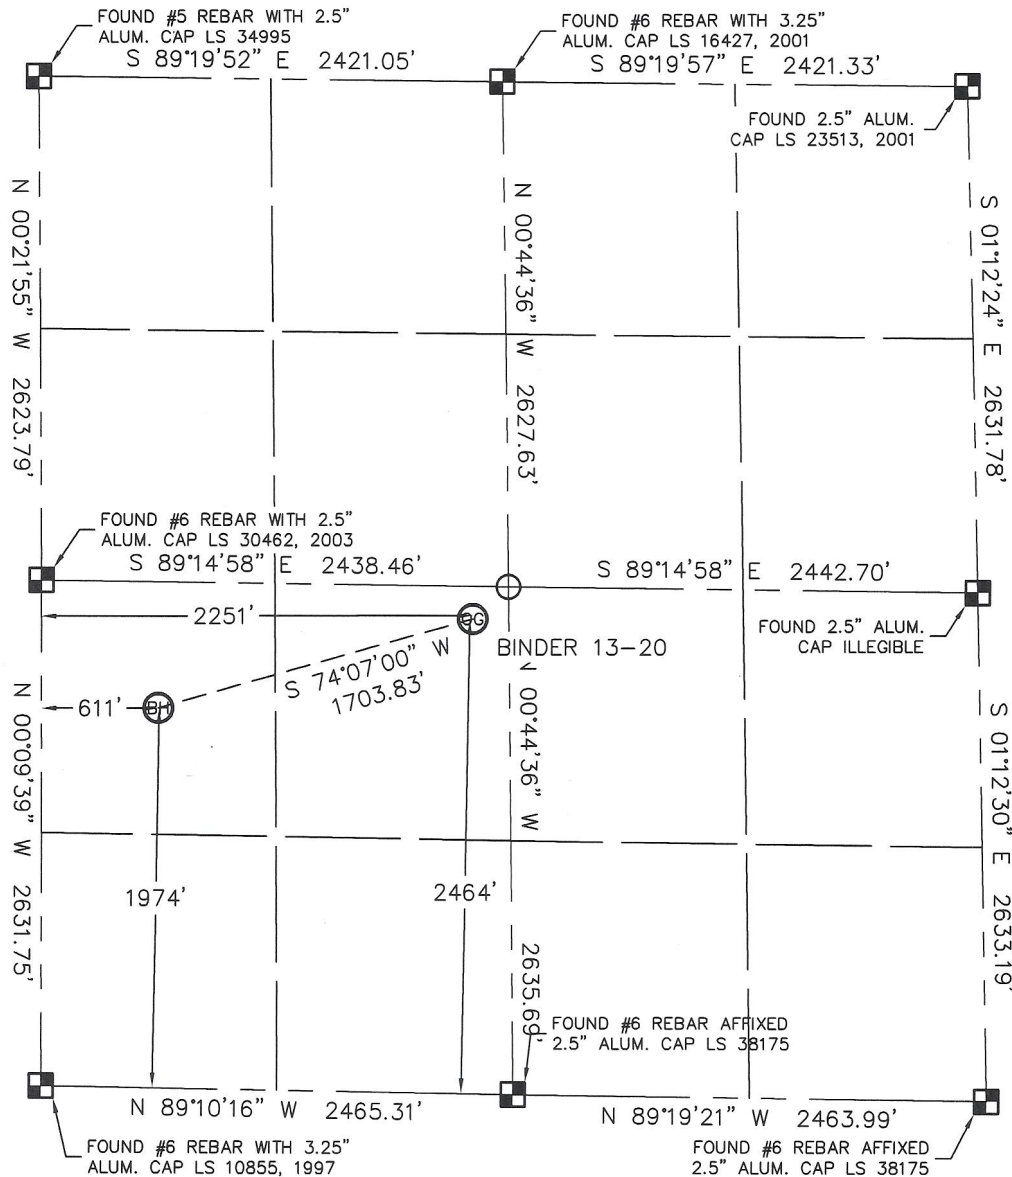 FOUND #5 REBAR WITH 2.5"
ALUM. CAP LS 34995
S 89°19'52" E 2421.05'
FOUND #6 REBAR WITH 3.25"
ALUM. CAP LS 16427, 2001
S 89°19'57" E 2421.33'
FOUND 2.5" ALUM.
CAP LS 23513, 2001
N 00°21'55" W 2623.79'
N 00°44'36" W 2627.63'
S 01°12'24" E 2631.78'
FOUND #6 REBAR WITH 2.5"
ALUM. CAP LS 30462, 2003
S 89°14'58" E 2438.46'
S 89°14'58" E 2442.70'
FOUND 2.5" ALUM.
CAP ILLEGIBLE
2251'
OG
BINDER 13-20
S 74°07'00" W
1703.83'
611'
BH
N 00°09'39" W 2631.75'
N 00°44'36" W
2635.69'
S 01°12'30" E 2633.19'
1974'
2464'
FOUND #6 REBAR AFFIXED
2.5" ALUM. CAP LS 38175
N 89°10'16" W 2465.31'
N 89°19'21" W 2463.99'
FOUND #6 REBAR WITH 3.25"
ALUM. CAP LS 10855, 1997
FOUND #6 REBAR AFFIXED
2.5" ALUM. CAP LS 38175